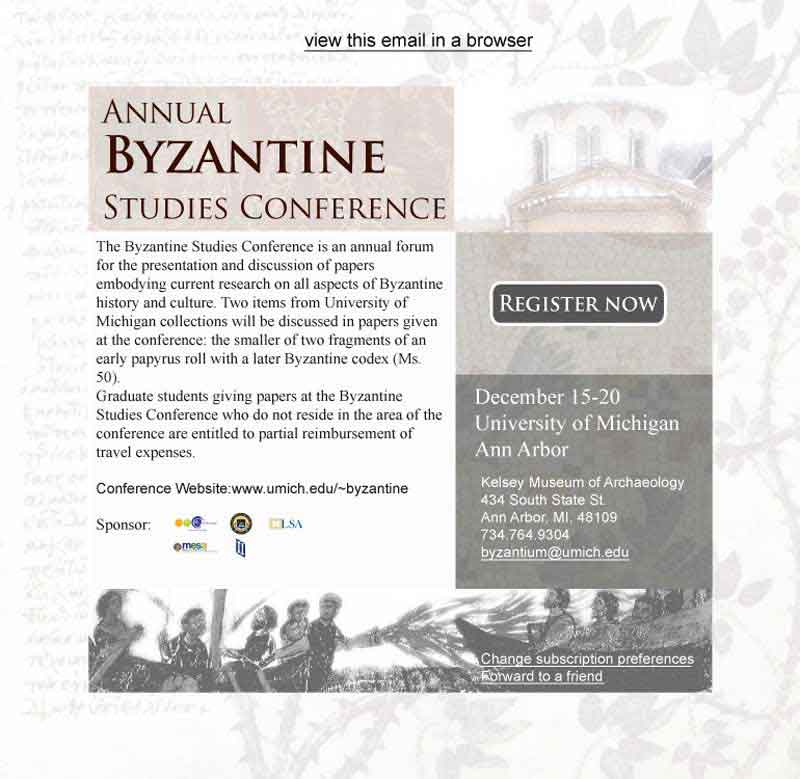 view this email in a browser
ANNUAL
BYZANTINE
STUDIES CONFERENCE
The Byzantine Studies Conference is an annual forum
for the presentation and discussion of papers
embodying current research on all aspects of Byzantine
history and culture. Two items from University of
Michigan collections will be discussed in papers given
at the conference: the smaller of two fragments of an
early papyrus roll with a later Byzantine codex (Ms.
50).
Graduate students giving papers at the Byzantine
Studies Conference who do not reside in the area of the
conference are entitled to partial reimbursement of
travel expenses.
Conference Website:www.umich.edu/~byzantine
Sponsor:
LSA
mesa
REGISTER NOW
December 15-20
University of Michigan
Ann Arbor
Kelsey Museum of Archaeology
434 South State St.
Ann Arbor, MI, 48109
734.764.9304
byzantium@umich.edu
Change subscription preferences
Forward to a friend